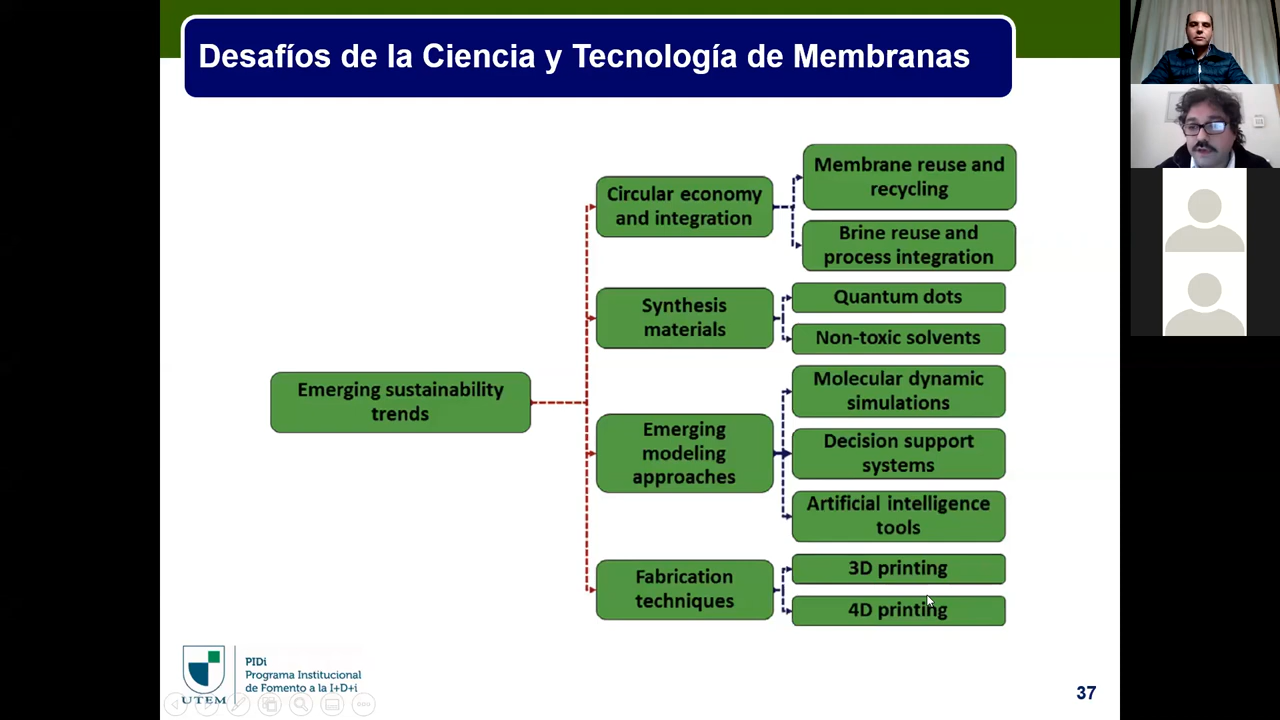 Desafíos de la Ciencia y Tecnología de Membranas
Emerging sustainability
trends
Circular economy
and integration
Membrane reuse and
recycling
Brine reuse and
process integration
Synthesis
materials
Quantum dots
Non-toxic solvents
Emerging
modeling
approaches
Molecular dynamic
simulations
Decision support
systems
Artificial intelligence
tools
Fabrication
techniques
3D printing
4D printing
UTEM
PIDi
Programa Institucional
de Fomento a la I+D+i
37